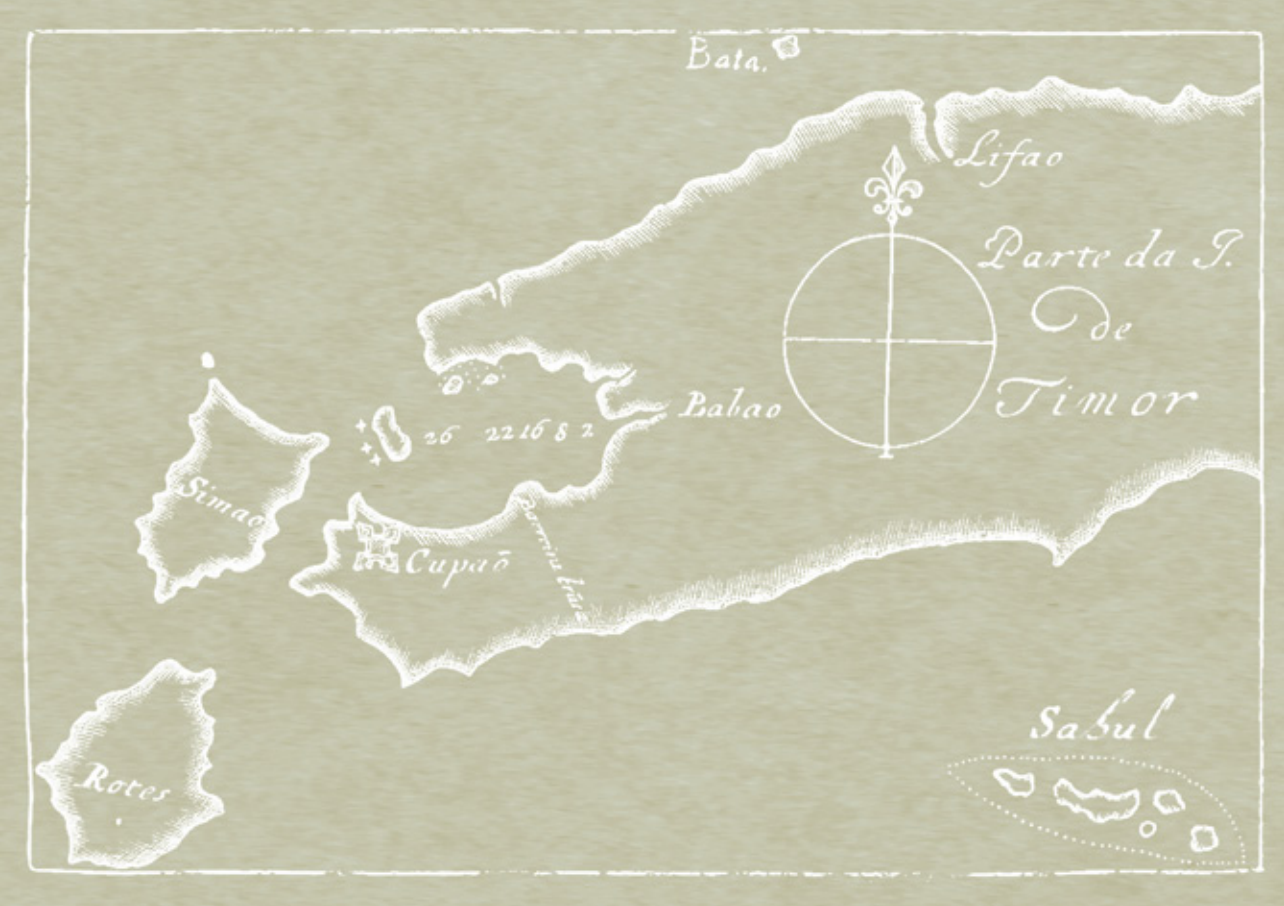 Bata.
Lifao
Parte da I.
de
Timor
Babao
26 22 16 8 2
Simao
Cupaõ
Rotes
Sabul